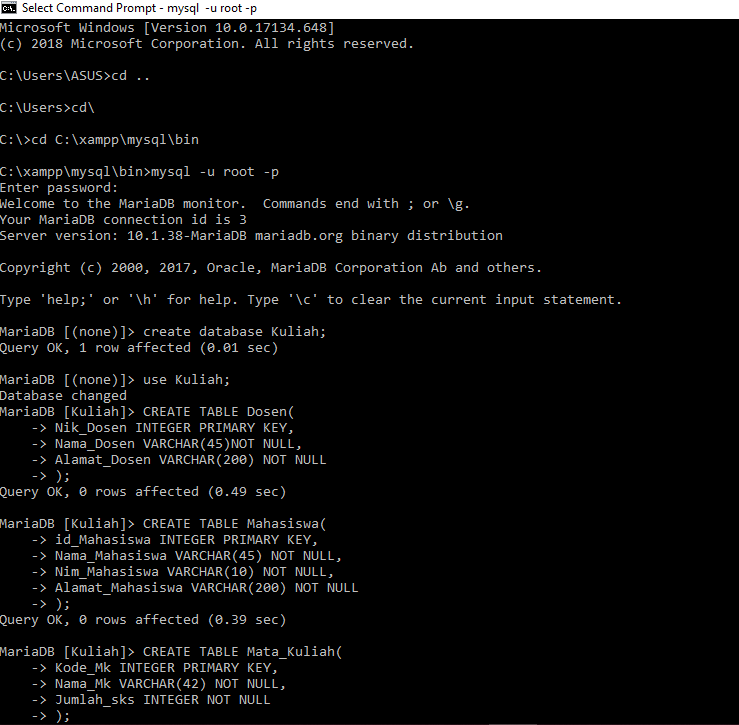 Select Command Prompt - mysql -u root -p
Microsoft Windows [Version 10.0.17134.648]
(c) 2018 Microsoft Corporation. All rights reserved.
C:\Users\ASUS>cd ..
C:\Users>cd\
C:\>cd C:\xampp\mysql\bin
C:\xampp\mysql\bin>mysql -u root -p
Enter password:
Welcome to the MariaDB monitor.  Commands end with ; or \g.
Your MariaDB connection id is 3
Server version: 10.1.38-MariaDB mariadb.org binary distribution
Copyright (c) 2000, 2017, Oracle, MariaDB Corporation Ab and others.
Type 'help;' or '\h' for help. Type '\c' to clear the current input statement.
MariaDB [(none)]> create database Kuliah;
Query OK, 1 row affected (0.01 sec)
MariaDB [(none)]> use Kuliah;
Database changed
MariaDB [Kuliah]> CREATE TABLE Dosen(
    -> Nik_Dosen INTEGER PRIMARY KEY,
    -> Nama_Dosen VARCHAR(45)NOT NULL,
    -> Alamat_Dosen VARCHAR(200) NOT NULL
    -> );
Query OK, 0 rows affected (0.49 sec)
MariaDB [Kuliah]> CREATE TABLE Mahasiswa(
    -> id_Mahasiswa INTEGER PRIMARY KEY,
    -> Nama_Mahasiswa VARCHAR(45) NOT NULL,
    -> Nim_Mahasiswa VARCHAR(10) NOT NULL,
    -> Alamat_Mahasiswa VARCHAR(200) NOT NULL
    -> );
Query OK, 0 rows affected (0.39 sec)
MariaDB [Kuliah]> CREATE TABLE Mata_Kuliah(
    -> Kode_Mk INTEGER PRIMARY KEY,
    -> Nama_Mk VARCHAR(42) NOT NULL,
    -> Jumlah_sks INTEGER NOT NULL
    -> );